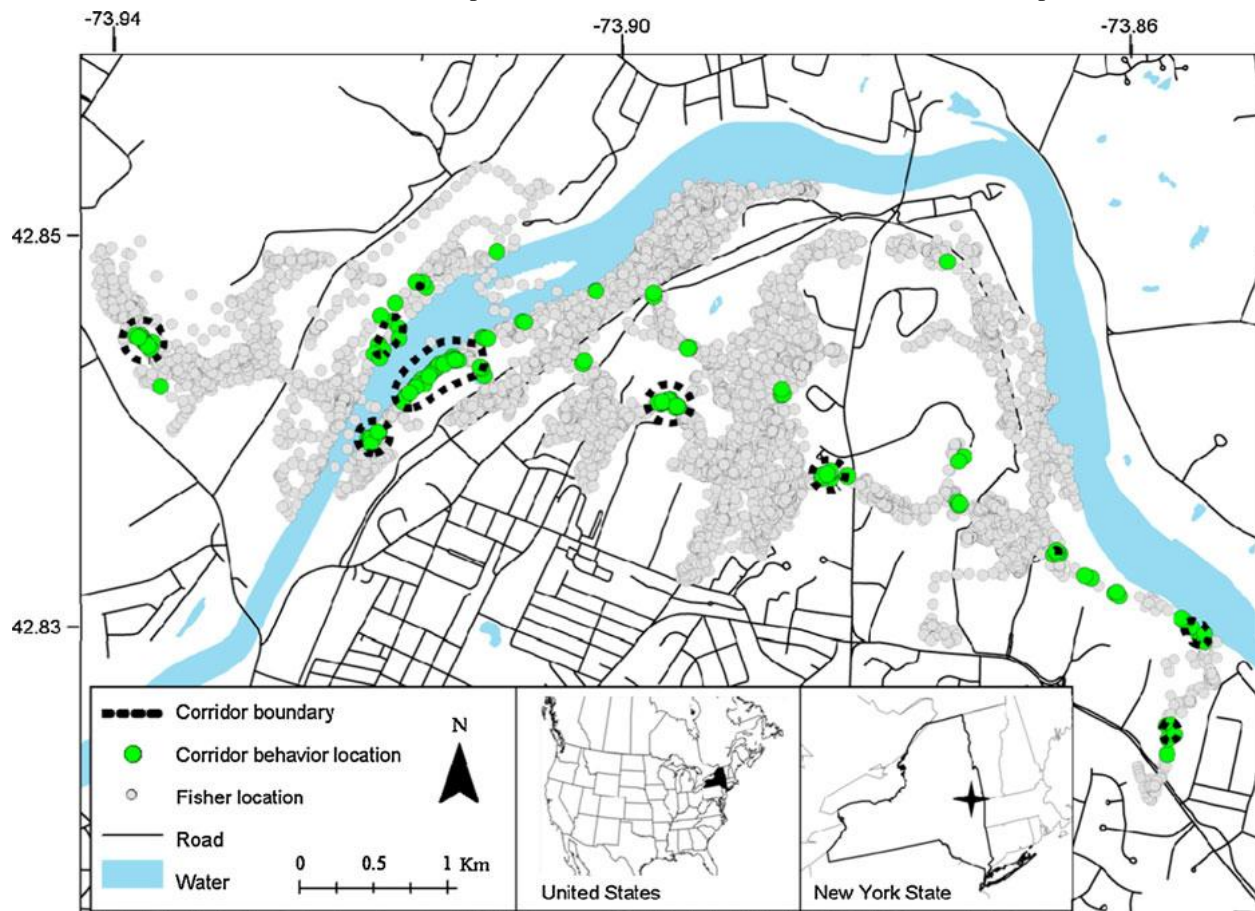 -73.94 -73.90 -73.86
42.85
42.83
Corridor boundary
Corridor behavior location
Fisher location
Road
Water
N
0 0.5 1 Km
United States
New York State